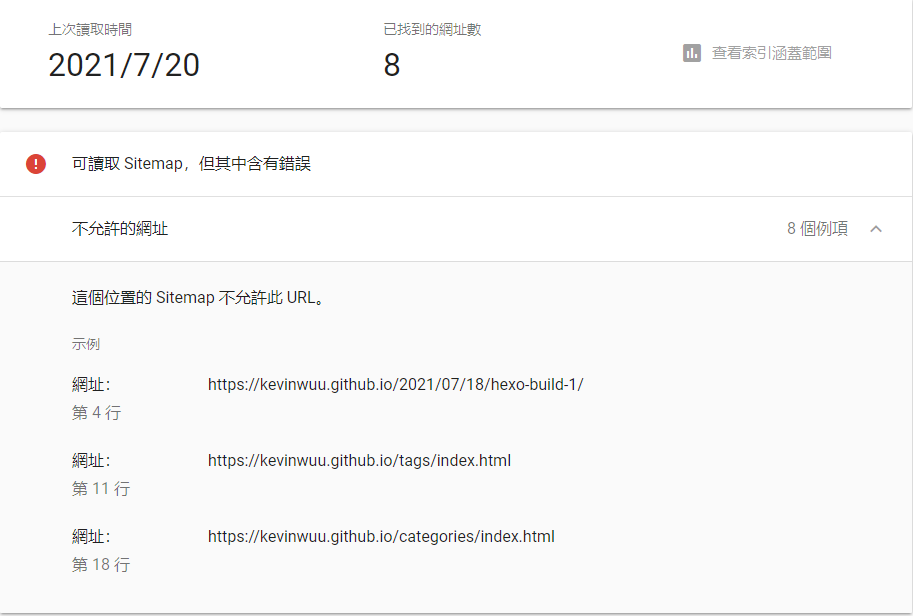 上次讀取時間
已找到的網址數
2021/7/20
8
查看索引涵蓋範圍
可讀取 Sitemap，但其中含有錯誤
不允許的網址
8 個例項
這個位置的 Sitemap 不允許此 URL。
示例
網址： https://kevinwuu.github.io/2021/07/18/hexo-build-1/
第 4 行
網址： https://kevinwuu.github.io/tags/index.html
第 11 行
網址： https://kevinwuu.github.io/categories/index.html
第 18 行